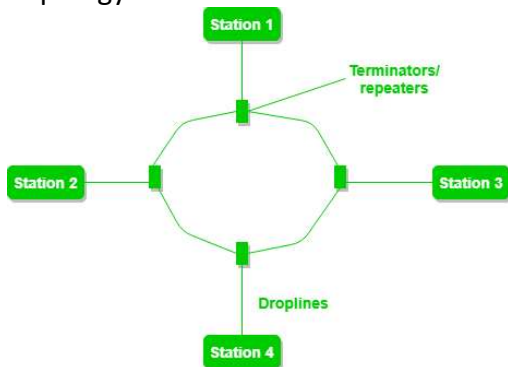 Station 1
Terminators/
repeaters
Station 2
Station 3
Droplines
Station 4